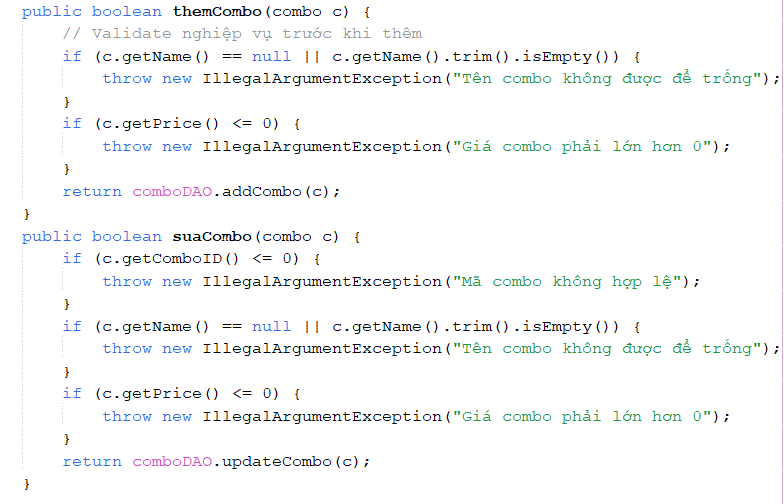 public boolean themCombo(combo c) {
    // Validate nghiệp vụ trước khi thêm
    if (c.getName() == null || c.getName().trim().isEmpty()) {
        throw new IllegalArgumentException("Tên combo không được để trống");
    }
    if (c.getPrice() <= 0) {
        throw new IllegalArgumentException("Giá combo phải lớn hơn 0");
    }
    return comboDAO.addCombo(c);
}
public boolean suaCombo(combo c) {
    if (c.getComboID() <= 0) {
        throw new IllegalArgumentException("Mã combo không hợp lệ");
    }
    if (c.getName() == null || c.getName().trim().isEmpty()) {
        throw new IllegalArgumentException("Tên combo không được để trống");
    }
    if (c.getPrice() <= 0) {
        throw new IllegalArgumentException("Giá combo phải lớn hơn 0");
    }
    return comboDAO.updateCombo(c);
}